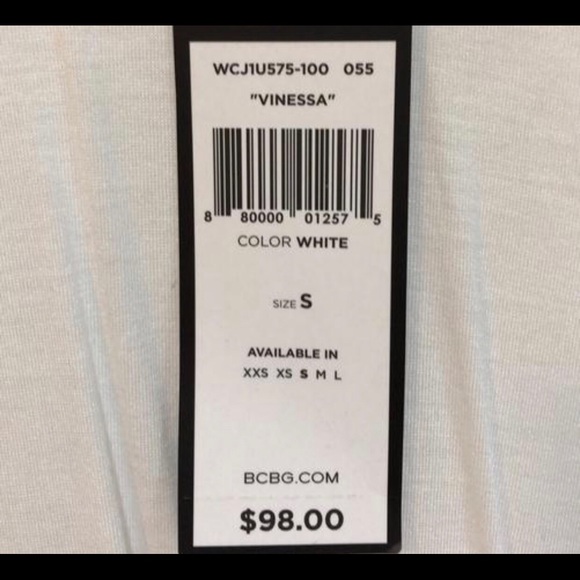 WCJ1U575-100 055
"VINESSA"
8 80000 01257 5
COLOR WHITE
SIZE S
AVAILABLE IN
XXS XS S M L
BCBG.COM
$98.00